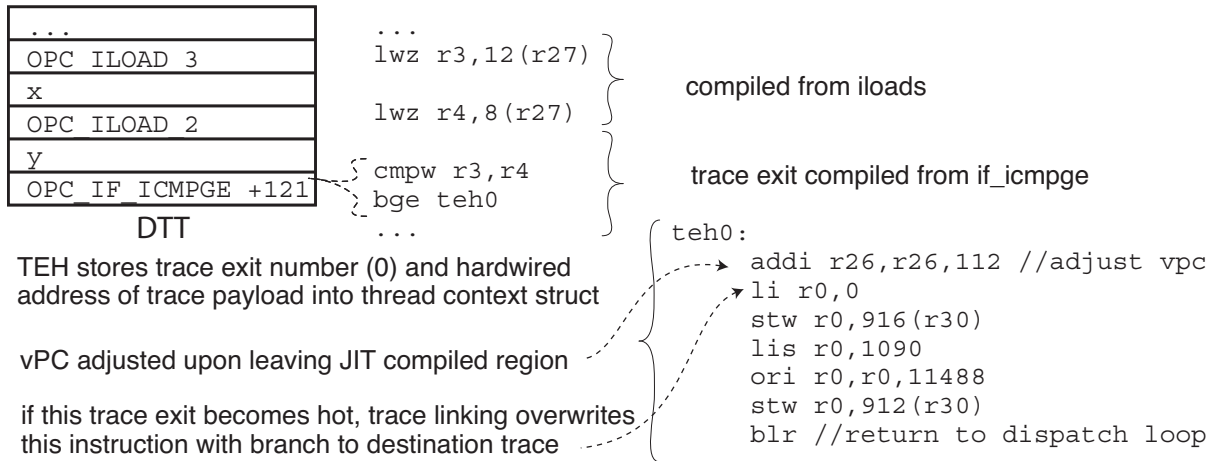 ...
OPC_ILOAD_3
x
OPC_ILOAD_2
y
OPC_IF_ICMPGE +121
DTT
...
lwz r3,12(r27)
lwz r4,8(r27)
cmpw r3,r4
bge teh0
...
compiled from iloads
trace exit compiled from if_icmpge
TEH stores trace exit number (0) and hardwired
address of trace payload into thread context struct
vPC adjusted upon leaving JIT compiled region
if this trace exit becomes hot, trace linking overwrites
this instruction with branch to destination trace
teh0:
addi r26,r26,112 //adjust vpc
li r0,0
stw r0,916(r30)
lis r0,1090
ori r0,r0,11488
stw r0,912(r30)
blr //return to dispatch loop